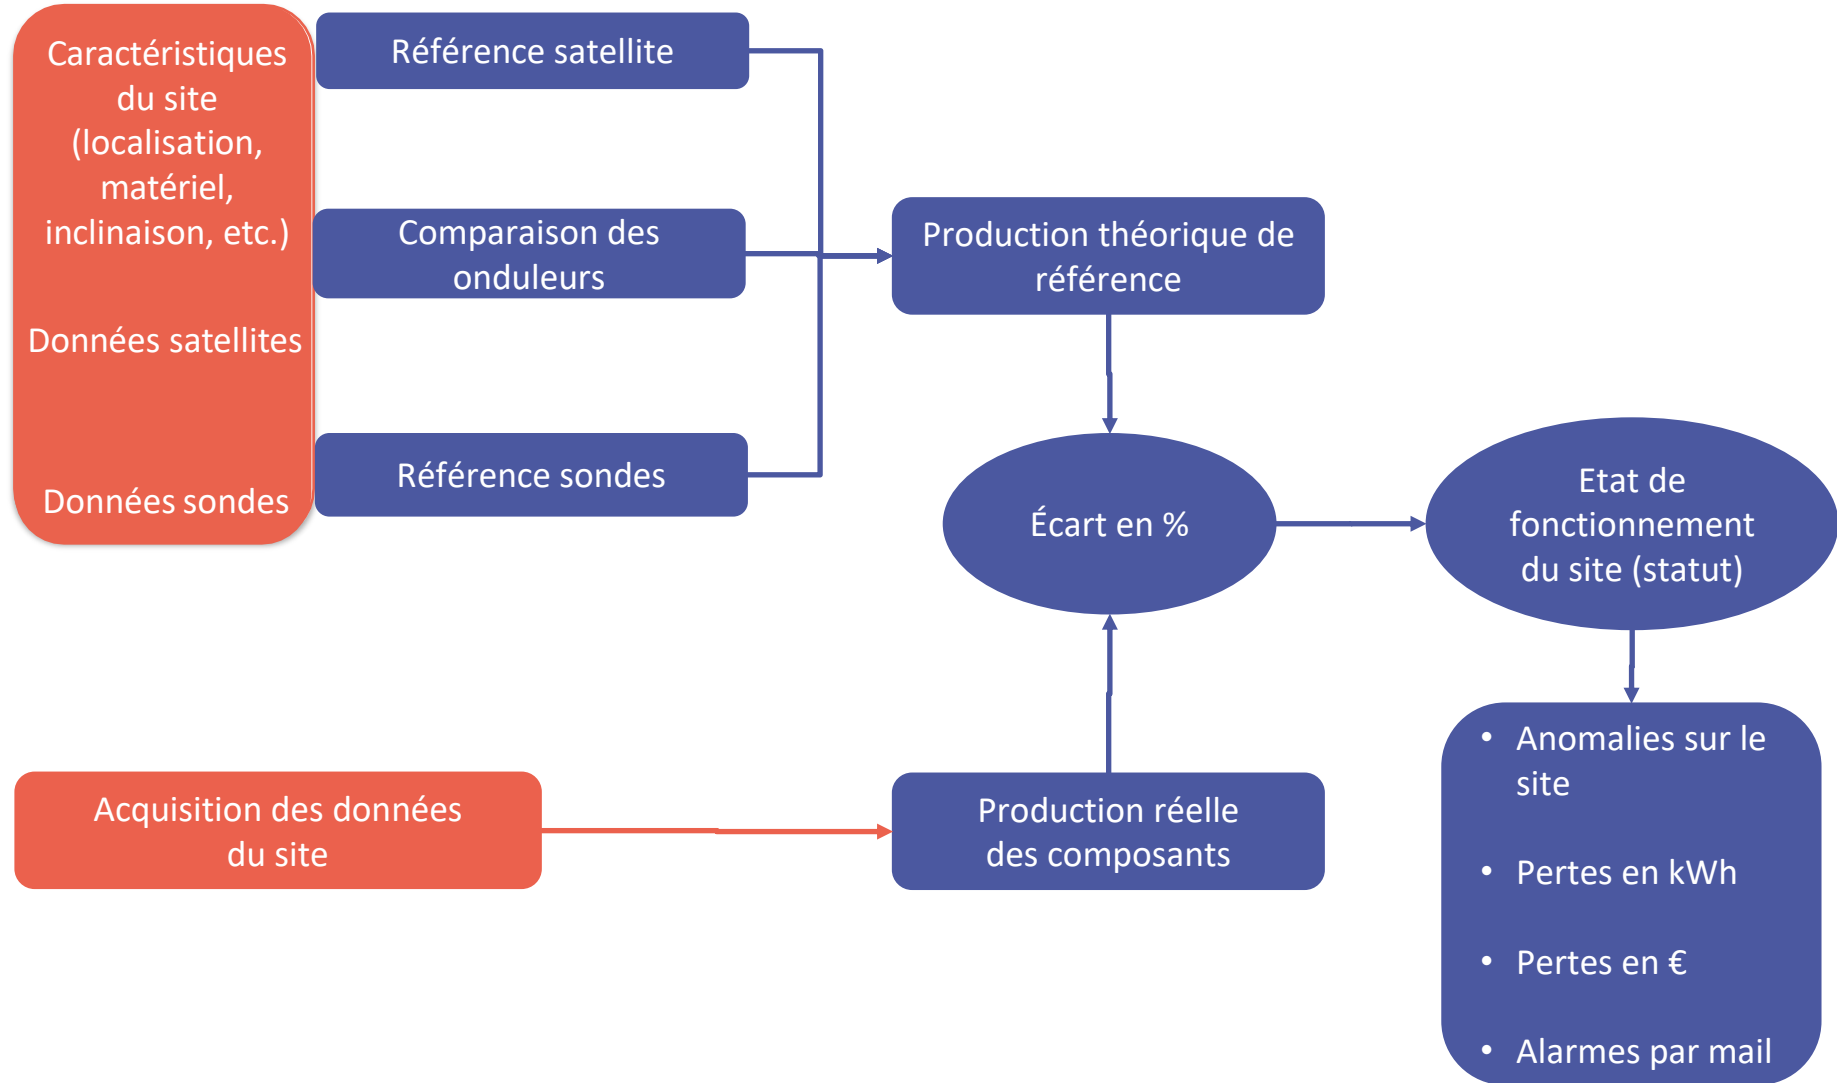 Caractéristiques
du site
(localisation,
matériel,
inclinaison, etc.)
Données satellites
Données sondes
Référence satellite
Comparaison des
onduleurs
Référence sondes
Production théorique de
référence
Écart en %
Etat de
fonctionnement
du site (statut)
Acquisition des données
du site
Production réelle
des composants
• Anomalies sur le
site
• Pertes en kWh
• Pertes en €
• Alarmes par mail